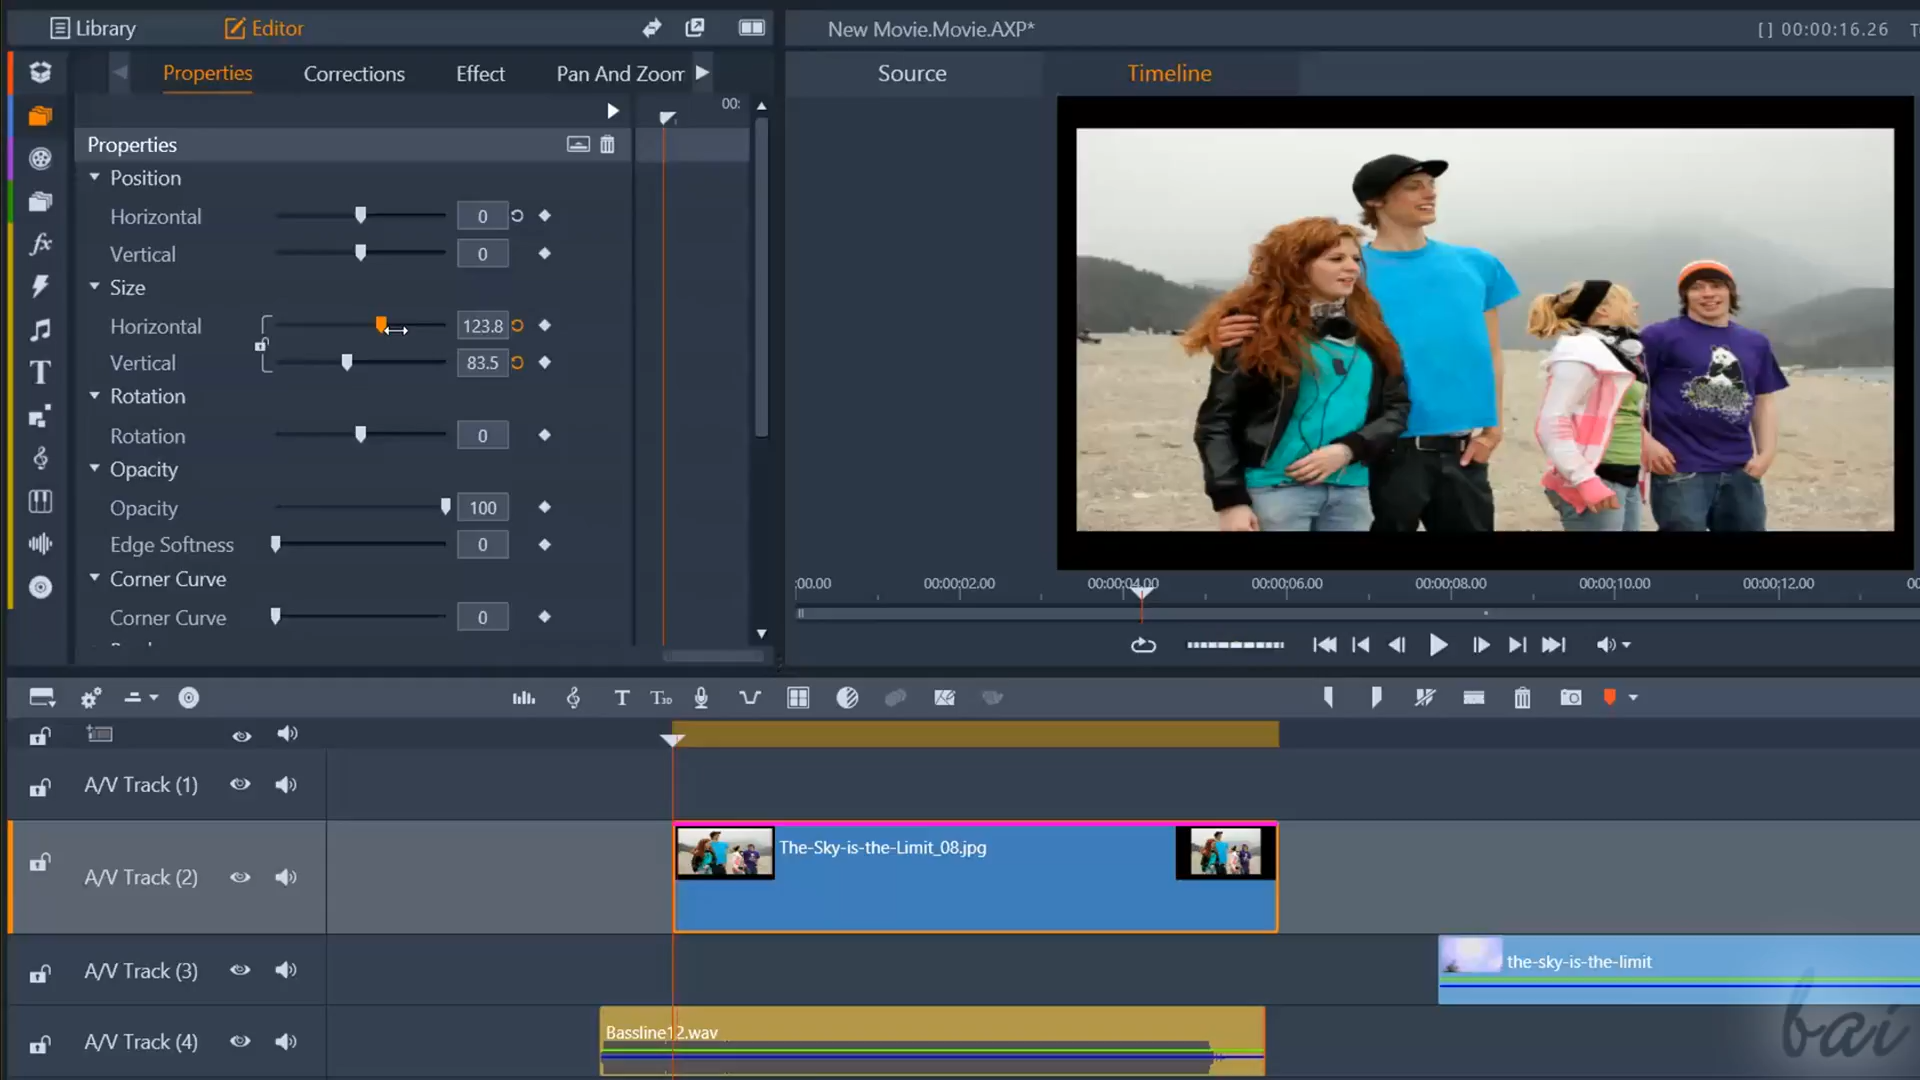 Library
Editor
New Movie.Movie.AXP*
[] 00:00:16.26
Properties
Corrections
Effect
Pan And Zoom
Source
Timeline
00:
Properties
Position
Horizontal
0
Vertical
0
Size
Horizontal
123.8
Vertical
83.5
Rotation
Rotation
0
Opacity
Opacity
100
Edge Softness
0
Corner Curve
Corner Curve
0
:00.00
00:00:02.00
00:00:04.00
00:00:06.00
00:00:08.00
00:00:10.00
00:00:12.00
T
T3D
A/V Track (1)
A/V Track (2)
The-Sky-is-the-Limit_08.jpg
A/V Track (3)
the-sky-is-the-limit
A/V Track (4)
Bassline12.wav
bai